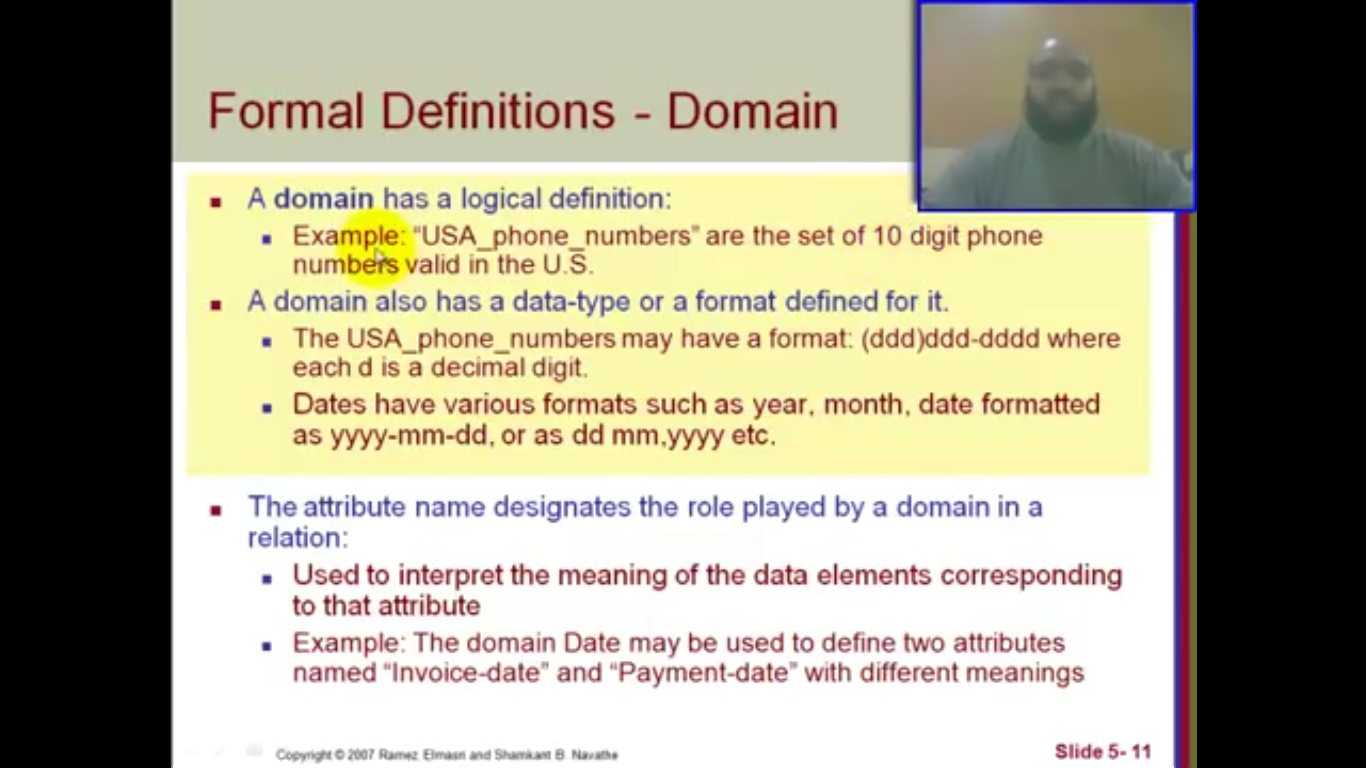 Formal Definitions - Domain
A domain has a logical definition:
Example: “USA_phone_numbers” are the set of 10 digit phone
numbers valid in the U.S.
A domain also has a data-type or a format defined for it.
The USA_phone_numbers may have a format: (ddd)ddd-dddd where
each d is a decimal digit.
Dates have various formats such as year, month, date formatted
as yyyy-mm-dd, or as dd mm,yyyy etc.
The attribute name designates the role played by a domain in a
relation:
Used to interpret the meaning of the data elements corresponding
to that attribute
Example: The domain Date may be used to define two attributes
named “Invoice-date” and “Payment-date” with different meanings
Copyright © 2007 Ramez Elmasri and Shamkant B. Navathe
Slide 5- 11